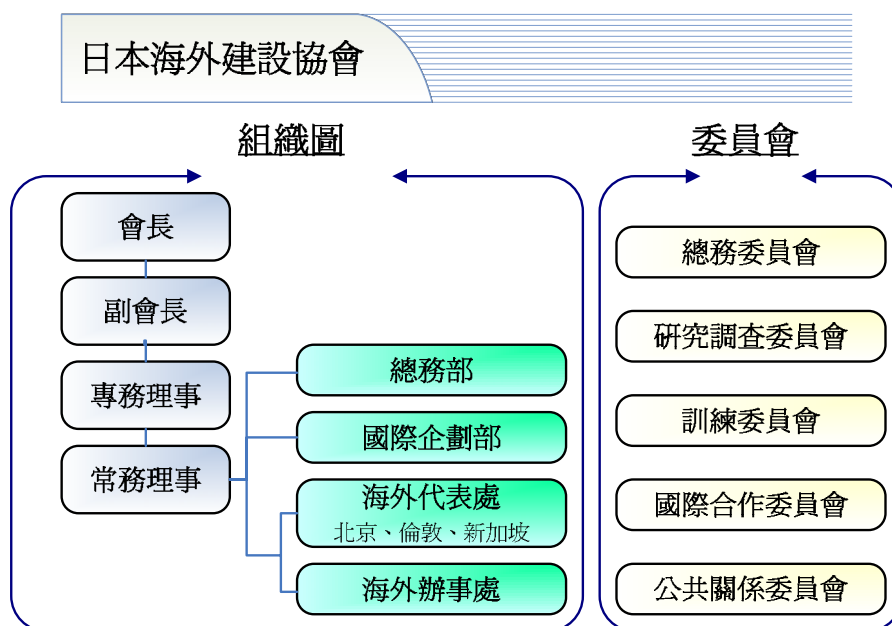 日本海外建設協會
組織圖
會長
副會長
專務理事
常務理事
總務部
國際企劃部
海外代表處
北京、倫敦、新加坡
海外辦事處
委員會
總務委員會
研究調查委員會
訓練委員會
國際合作委員會
公共關係委員會